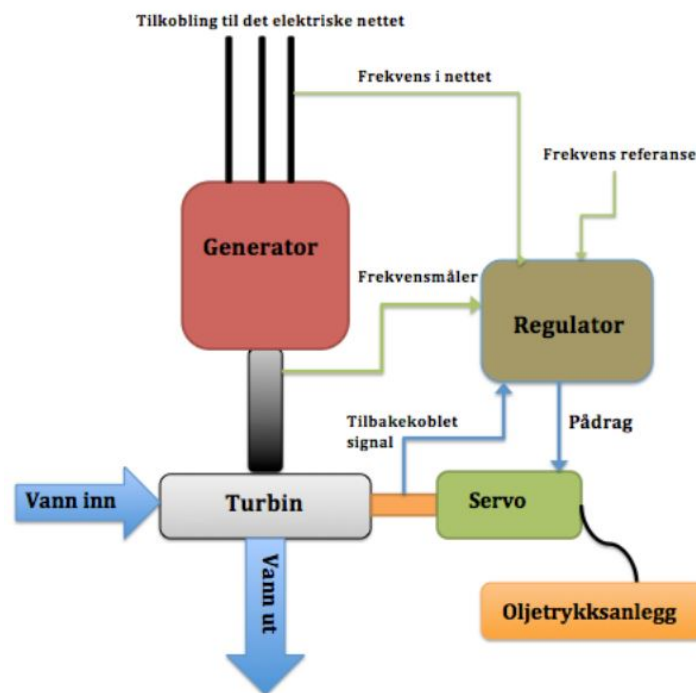 Tilkobling til det elektriske nettet
Frekvens i nettet
Frekvens referanse
Generator
Frekvensmåler
Regulator
Tilbakekoblet
signal
Pådrag
Vann inn
Turbin
Servo
Vann ut
Oljetrykksanlegg